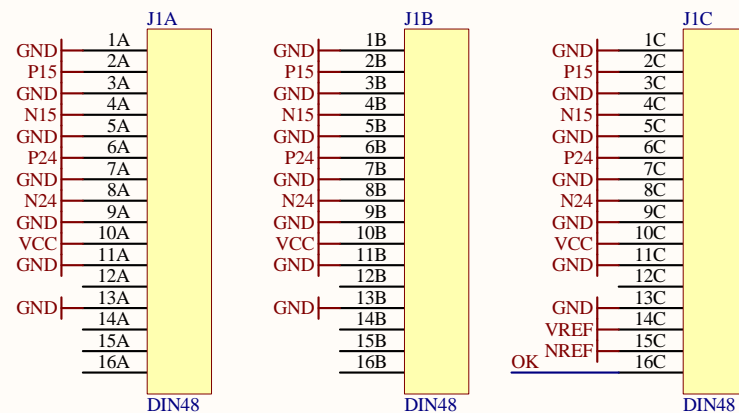 J1A J1B J1C
1A 1B 1C
GND GND GND
2A 2B 2C
P15 P15 P15
3A 3B 3C
GND GND GND
4A 4B 4C
N15 N15 N15
5A 5B 5C
GND GND GND
6A 6B 6C
P24 P24 P24
7A 7B 7C
GND GND GND
8A 8B 8C
N24 N24 N24
9A 9B 9C
GND GND GND
10A 10B 10C
VCC VCC VCC
11A 11B 11C
GND GND GND
12A 12B 12C
13A 13B 13C
GND GND GND
14A 14B 14C
VREF
15A 15B 15C
NREF
OK
16A 16B 16C
DIN48 DIN48 DIN48